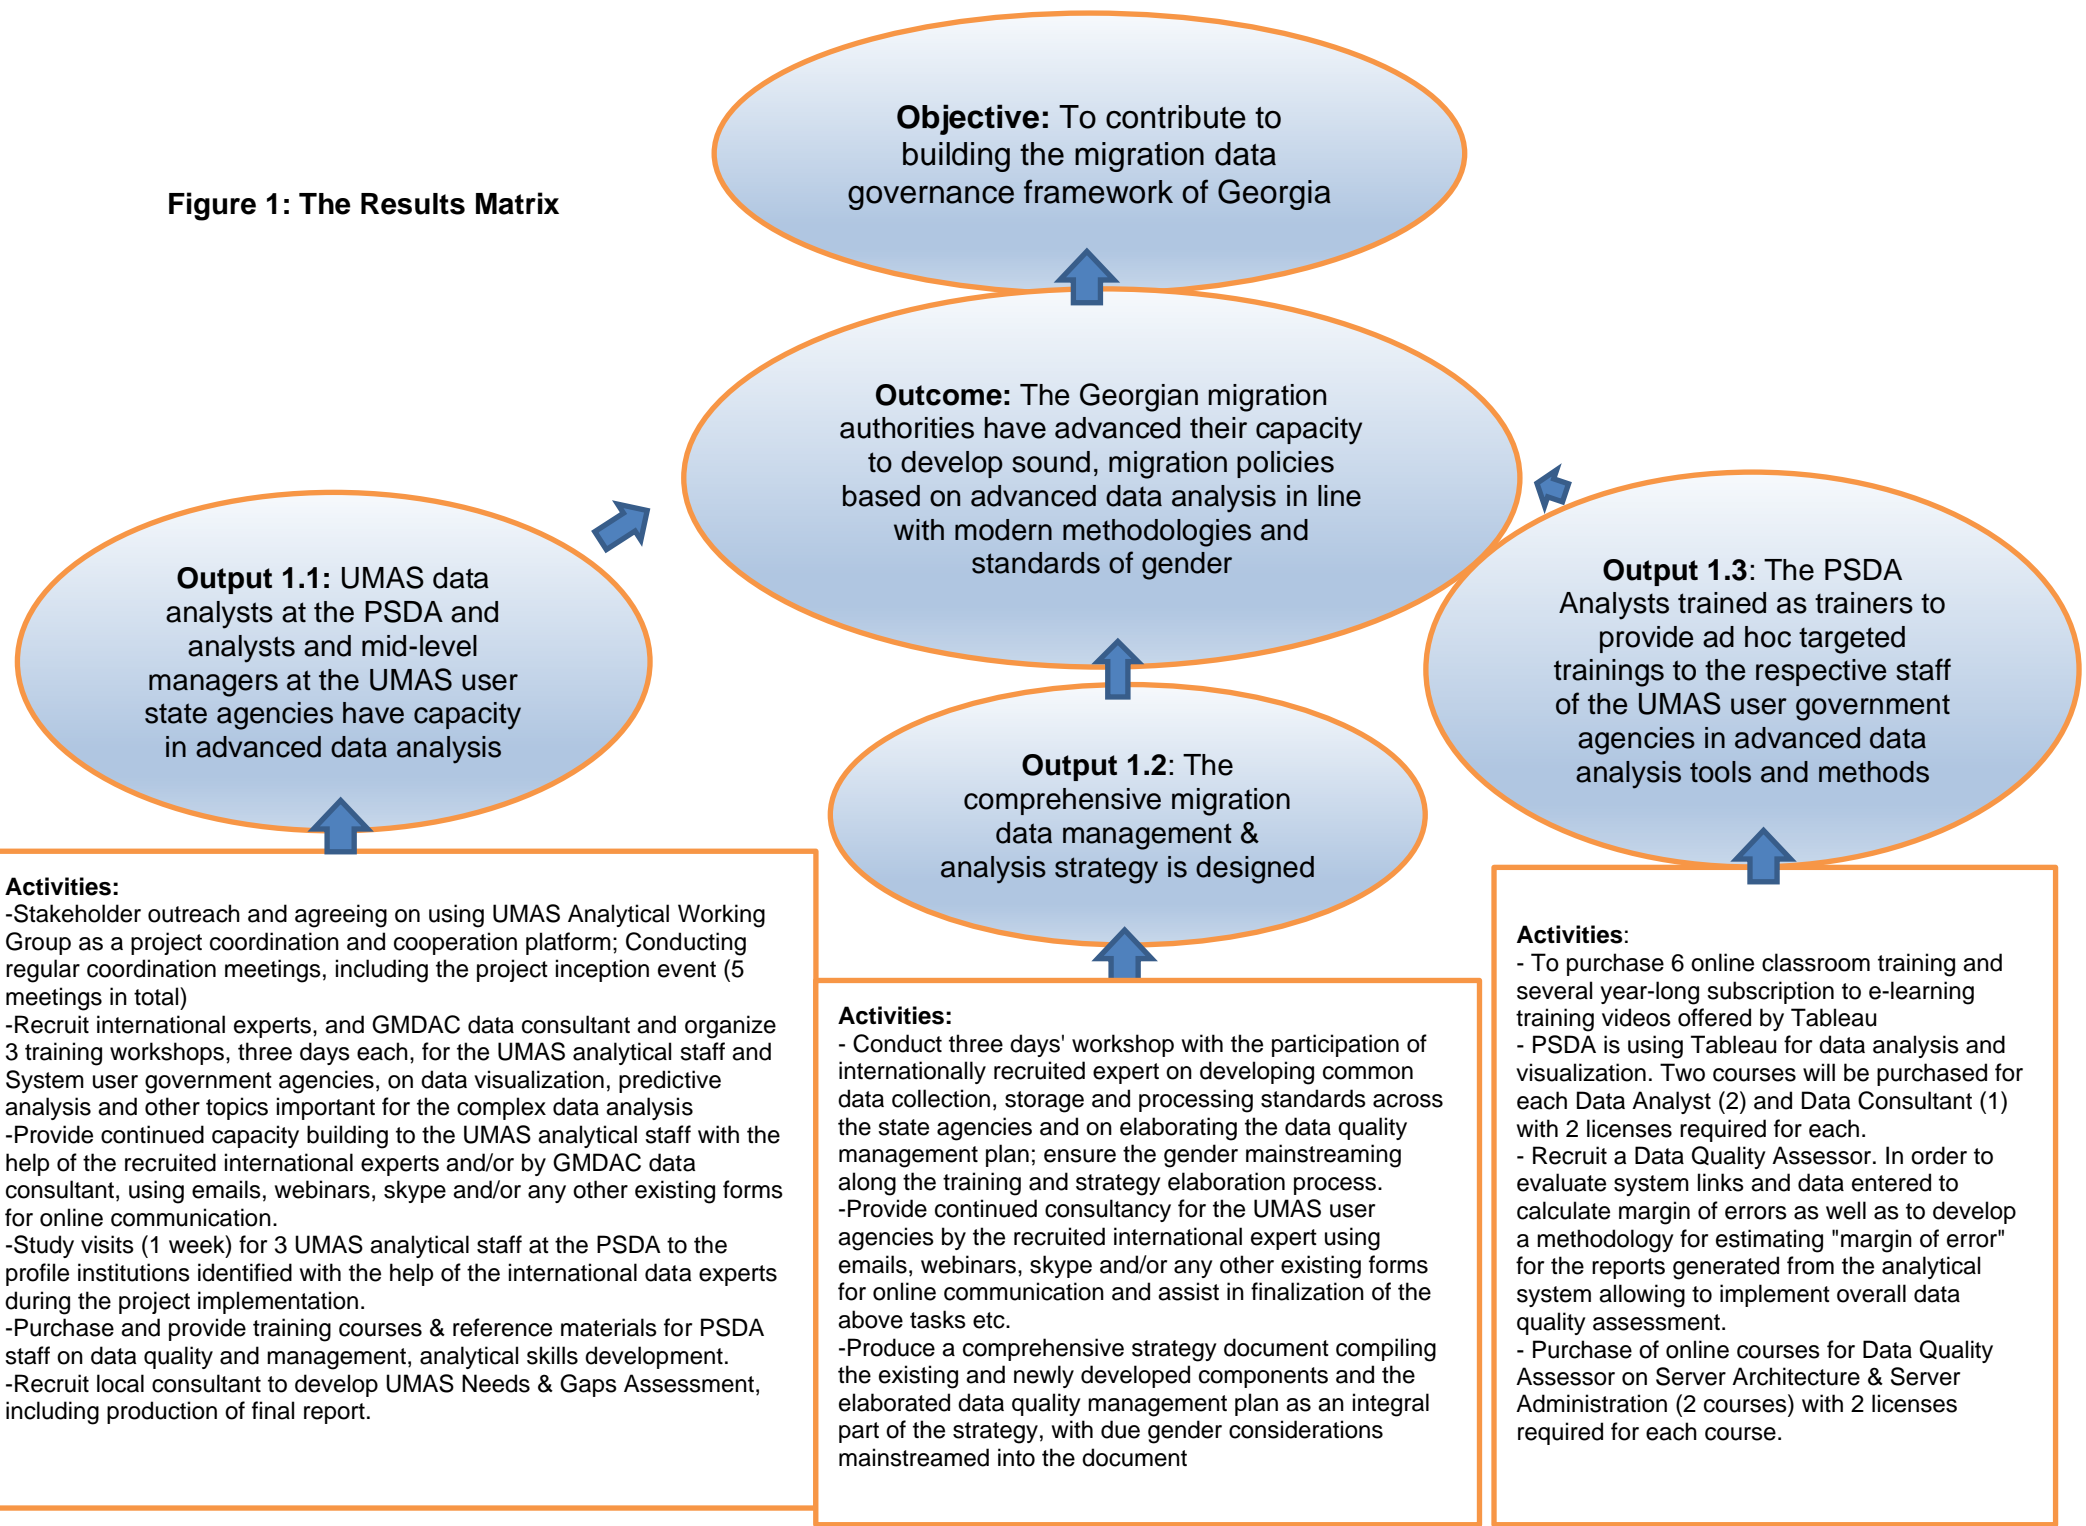 Objective: To contribute to
building the migration data
governance framework of Georgia
Figure 1: The Results Matrix
Outcome: The Georgian migration
authorities have advanced their capacity
to develop sound, migration policies
based on advanced data analysis in line
with modern methodologies and
standards of gender
Output 1.1: UMAS data
analysts at the PSDA and
analysts and mid-level
managers at the UMAS user
state agencies have capacity
in advanced data analysis
Output 1.2: The
comprehensive migration
data management &
analysis strategy is designed
Output 1.3: The PSDA
Analysts trained as trainers to
provide ad hoc targeted
trainings to the respective staff
of the UMAS user government
agencies in advanced data
analysis tools and methods
Activities:
-Stakeholder outreach and agreeing on using UMAS Analytical Working
Group as a project coordination and cooperation platform; Conducting
regular coordination meetings, including the project inception event (5
meetings in total)
-Recruit international experts, and GMDAC data consultant and organize
3 training workshops, three days each, for the UMAS analytical staff and
System user government agencies, on data visualization, predictive
analysis and other topics important for the complex data analysis
-Provide continued capacity building to the UMAS analytical staff with the
help of the recruited international experts and/or by GMDAC data
consultant, using emails, webinars, skype and/or any other existing forms
for online communication.
-Study visits (1 week) for 3 UMAS analytical staff at the PSDA to the
profile institutions identified with the help of the international data experts
during the project implementation.
-Purchase and provide training courses & reference materials for PSDA
staff on data quality and management, analytical skills development.
-Recruit local consultant to develop UMAS Needs & Gaps Assessment,
including production of final report.
Activities:
- Conduct three days' workshop with the participation of
internationally recruited expert on developing common
data collection, storage and processing standards across
the state agencies and on elaborating the data quality
management plan; ensure the gender mainstreaming
along the training and strategy elaboration process.
-Provide continued consultancy for the UMAS user
agencies by the recruited international expert using
emails, webinars, skype and/or any other existing forms
for online communication and assist in finalization of the
above tasks etc.
-Produce a comprehensive strategy document compiling
the existing and newly developed components and the
elaborated data quality management plan as an integral
part of the strategy, with due gender considerations
mainstreamed into the document
Activities:
- To purchase 6 online classroom training and
several year-long subscription to e-learning
training videos offered by Tableau
- PSDA is using Tableau for data analysis and
visualization. Two courses will be purchased for
each Data Analyst (2) and Data Consultant (1)
with 2 licenses required for each.
- Recruit a Data Quality Assessor. In order to
evaluate system links and data entered to
calculate margin of errors as well as to develop
a methodology for estimating "margin of error"
for the reports generated from the analytical
system allowing to implement overall data
quality assessment.
- Purchase of online courses for Data Quality
Assessor on Server Architecture & Server
Administration (2 courses) with 2 licenses
required for each course.